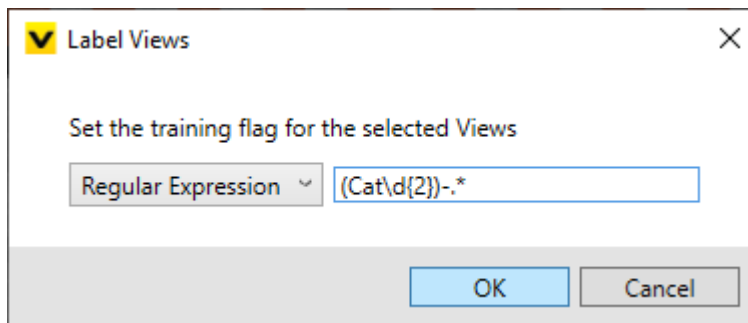 Label Views
Set the training flag for the selected Views
Regular Expression (Cat\d{2})-.*
OK Cancel